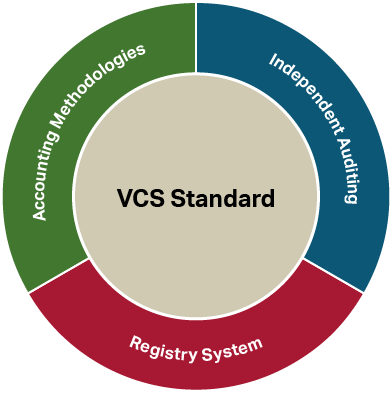 Accounting Methodologies
Independent Auditing
VCS Standard
Registry System